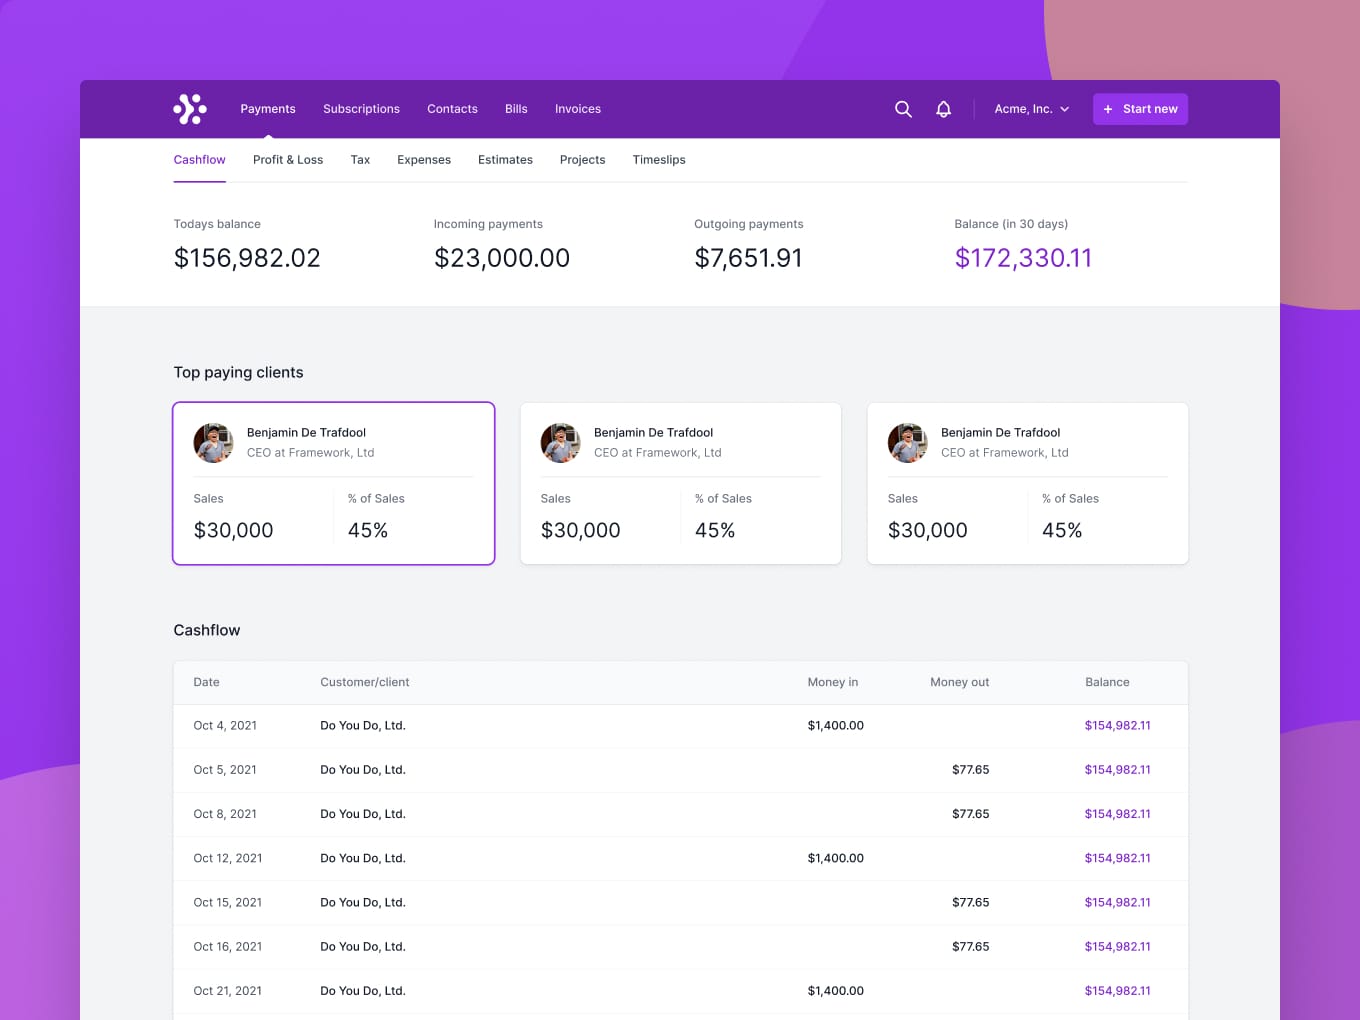 Payments Subscriptions Contacts Bills Invoices Acme, Inc. + Start new
Cashflow Profit & Loss Tax Expenses Estimates Projects Timeslips
Todays balance Incoming payments Outgoing payments Balance (in 30 days)
$156,982.02 $23,000.00 $7,651.91 $172,330.11
Top paying clients
Benjamin De Trafdool Benjamin De Trafdool Benjamin De Trafdool
CEO at Framework, Ltd CEO at Framework, Ltd CEO at Framework, Ltd
Sales % of Sales Sales % of Sales Sales % of Sales
$30,000 45% $30,000 45% $30,000 45%
Cashflow
Date Customer/client Money in Money out Balance
Oct 4, 2021 Do You Do, Ltd. $1,400.00 $154,982.11
Oct 5, 2021 Do You Do, Ltd. $77.65 $154,982.11
Oct 8, 2021 Do You Do, Ltd. $77.65 $154,982.11
Oct 12, 2021 Do You Do, Ltd. $1,400.00 $154,982.11
Oct 15, 2021 Do You Do, Ltd. $77.65 $154,982.11
Oct 16, 2021 Do You Do, Ltd. $77.65 $154,982.11
Oct 21, 2021 Do You Do, Ltd. $1,400.00 $154,982.11